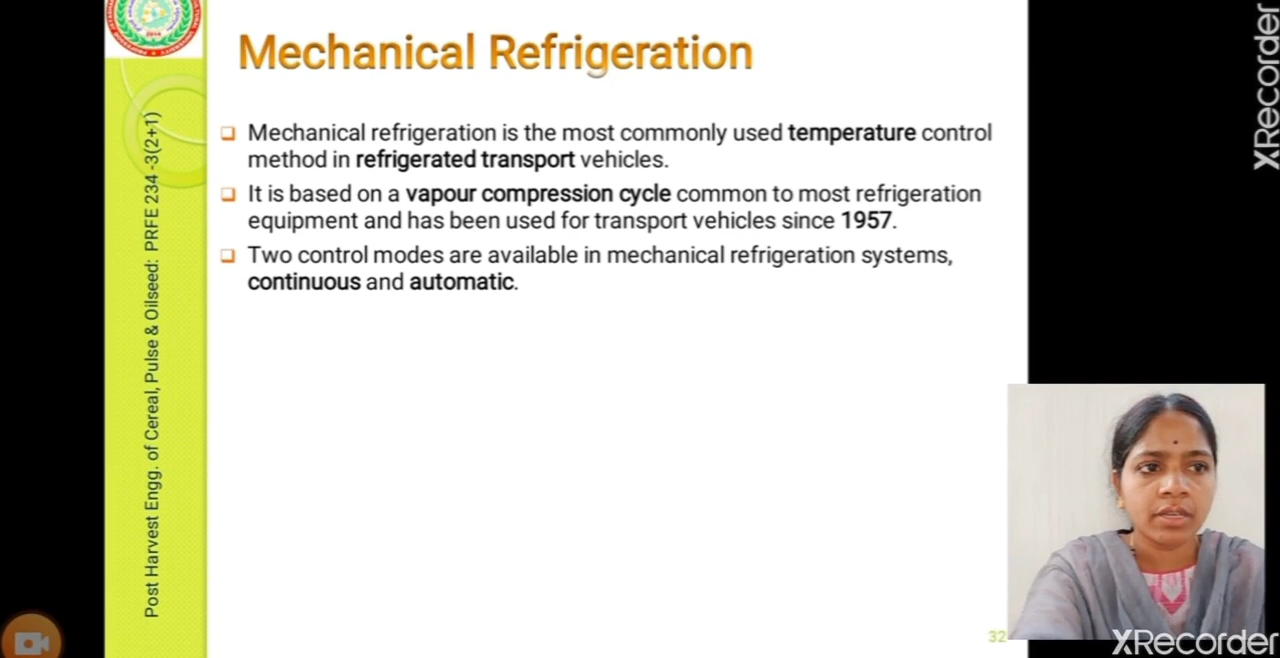 Mechanical Refrigeration
Mechanical refrigeration is the most commonly used temperature control
method in refrigerated transport vehicles.
It is based on a vapour compression cycle common to most refrigeration
equipment and has been used for transport vehicles since 1957.
Two control modes are available in mechanical refrigeration systems,
continuous and automatic.
Post Harvest Engg. of Cereal, Pulse & Oilseed: PRFE 234 -3(2+1)
32
XRecorder
XRecorder
2014